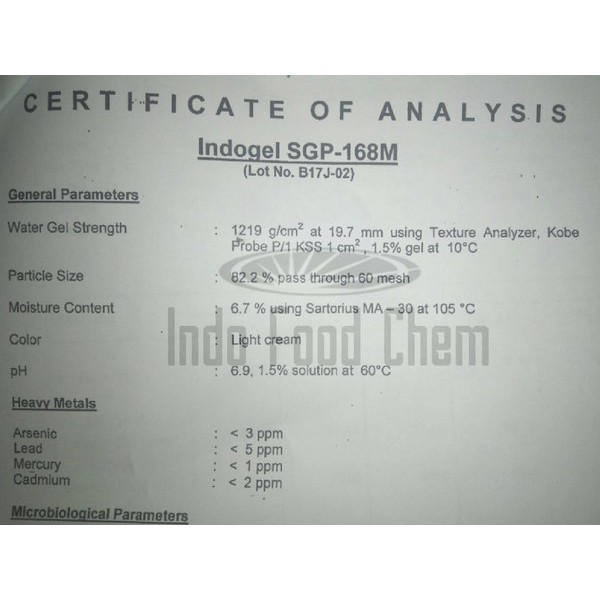 CERTIFICATE OF ANALYSIS
Indogel SGP-168M
(Lot No. B17J-02)
General Parameters
Water Gel Strength : 1219 g/cm² at 19.7 mm using Texture Analyzer, Kobe
Probe P/1 KSS 1 cm², 1.5% gel at 10°C
Particle Size : 82.2 % pass through 60 mesh
Moisture Content : 6.7 % using Sartorius MA – 30 at 105 °C
Color : Light cream
Indo Food Chem
pH : 6.9, 1.5% solution at 60°C
Heavy Metals
Arsenic : < 3 ppm
Lead : < 5 ppm
Mercury : < 1 ppm
Cadmium : < 2 ppm
Microbiological Parameters